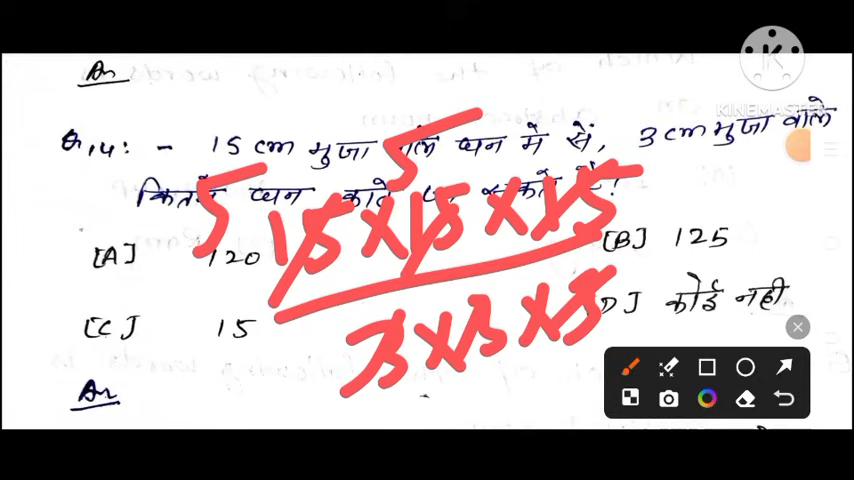 KINEMASTER
Ans
Q.14: - 15 cm भुजा वाले घन में से, 3 cm भुजा वाले
कितने घन काटे जा सकते है?
5 5
15 × 15 × 15
3 × 3 × 3
[A] 120 [B] 125
[C] 15 [D] कोई नही
Ans